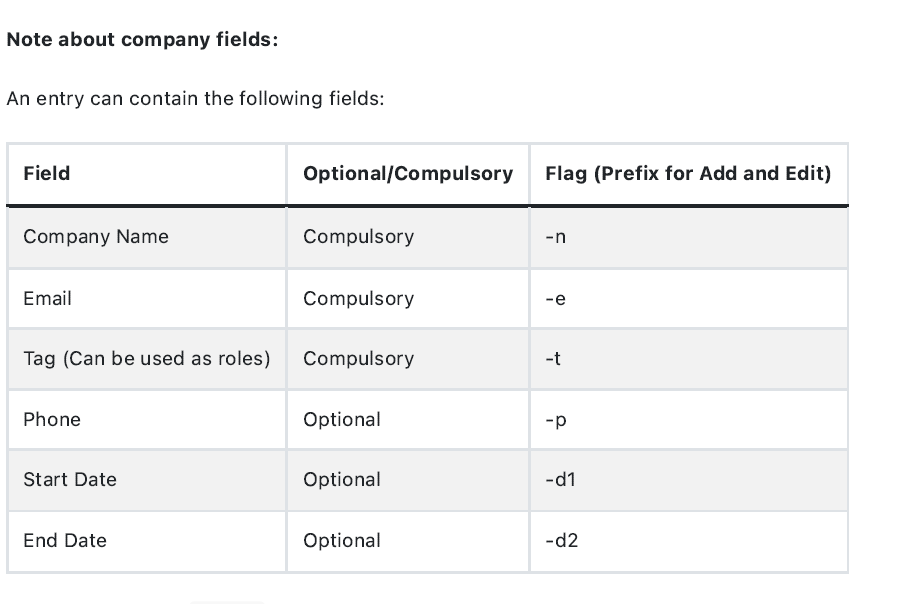 Note about company fields:
An entry can contain the following fields:
Field Optional/Compulsory Flag (Prefix for Add and Edit)
Company Name Compulsory -n
Email Compulsory -e
Tag (Can be used as roles) Compulsory -t
Phone Optional -p
Start Date Optional -d1
End Date Optional -d2